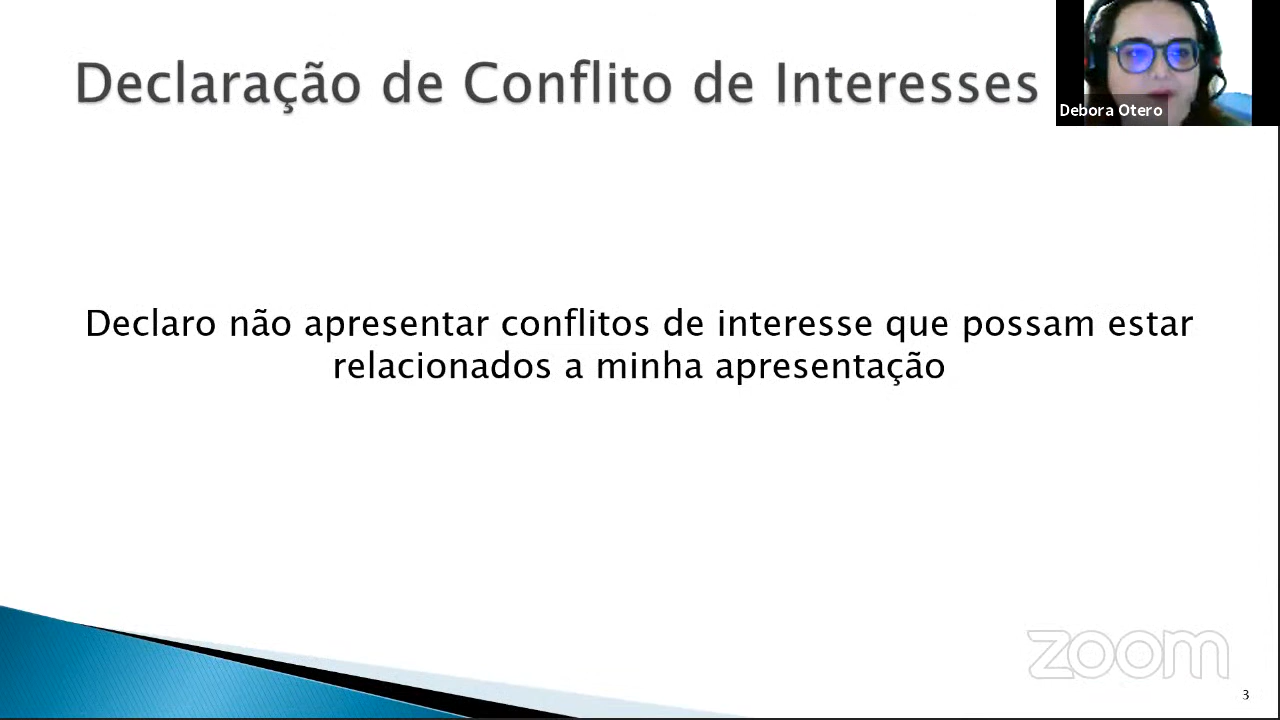 Declaração de Conflito de Interesses
Debora Otero
Declaro não apresentar conflitos de interesse que possam estar
relacionados a minha apresentação
zoom
3